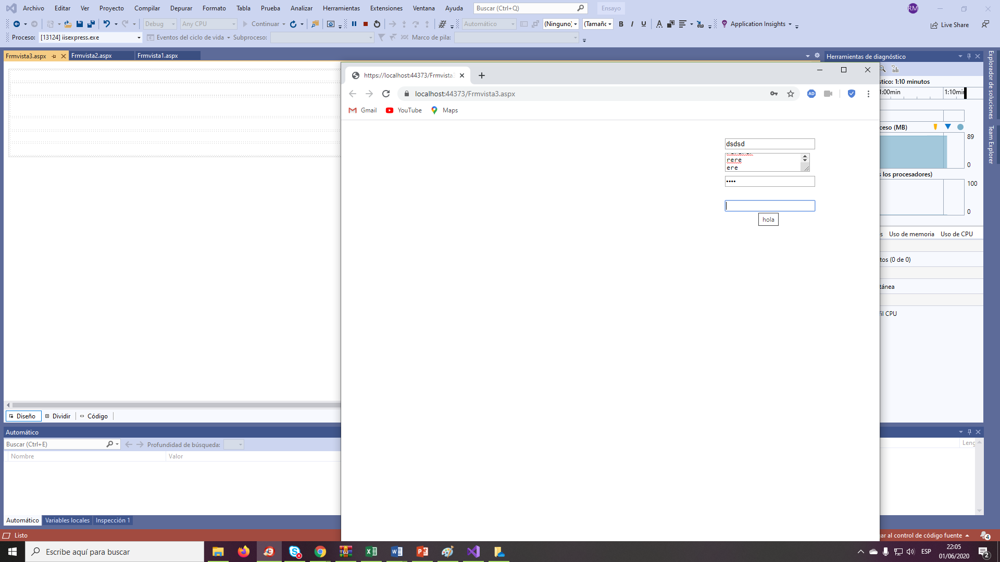 Archivo Editar Ver Proyecto Compilar Depurar Formato Tabla Prueba Analizar Herramientas Extensiones Ventana Ayuda Buscar (Ctrl+Q) Ensayo RM
Debug Any CPU Continuar Automático (Ninguno) (Tamañc B I U A Application Insights Live Share
Proceso: [13124] iisexpress.exe Eventos del ciclo de vida Subproceso: Marco de pila:
Frmvista3.aspx Frmvista2.aspx Frmvista1.aspx
Herramientas de diagnóstico
https://localhost:44373/Frmvista3
localhost:44373/Frmvista3.aspx
AD
Gmail YouTube Maps
dsdsd
rere
ere
••••
hola
stico: 1:10 minutos
1:00min 1:10min
ceso (MB)
89
0
los procesadores)
100
0
s Uso de memoria Uso de CPU
tos (0 de 0)
tánea
fil CPU
Explorador de soluciones
Team Explorer
Diseño Dividir Código
Automático
Buscar (Ctrl+E) Profundidad de búsqueda:
Nombre Valor
Leng
Automático Variables locales Inspección 1
Listo
gar al control de código fuente
4
Escribe aquí para buscar
ESP
22:05
01/06/2020
2